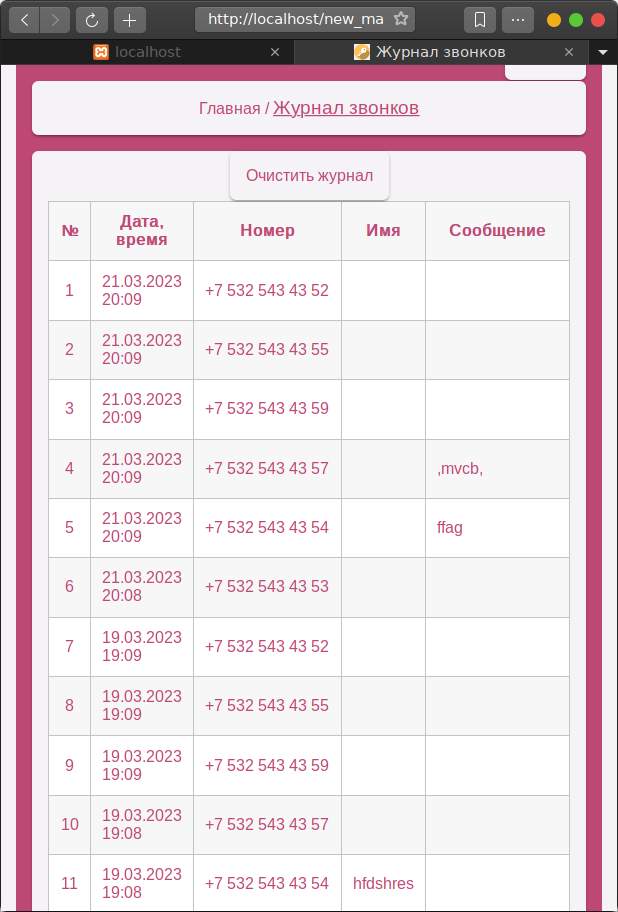 http://localhost/new_ma
localhost
Журнал звонков
Главная / Журнал звонков
Очистить журнал
№ Дата, время Номер Имя Сообщение
1 21.03.2023 20:09 +7 532 543 43 52
2 21.03.2023 20:09 +7 532 543 43 55
3 21.03.2023 20:09 +7 532 543 43 59
4 21.03.2023 20:09 +7 532 543 43 57 ,mvcb,
5 21.03.2023 20:09 +7 532 543 43 54 ffag
6 21.03.2023 20:08 +7 532 543 43 53
7 19.03.2023 19:09 +7 532 543 43 52
8 19.03.2023 19:09 +7 532 543 43 55
9 19.03.2023 19:09 +7 532 543 43 59
10 19.03.2023 19:08 +7 532 543 43 57
11 19.03.2023 19:08 +7 532 543 43 54 hfdshres